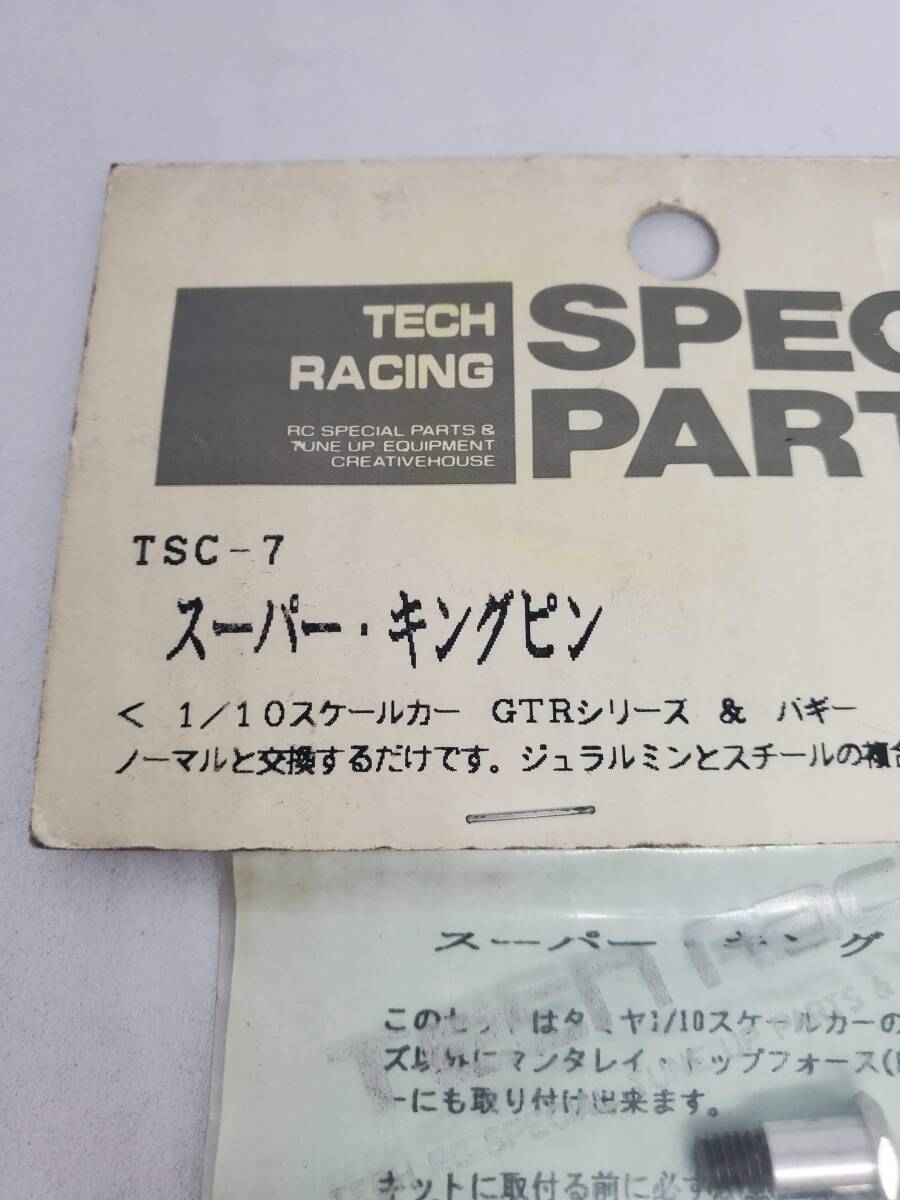 TECH
RACING
RC SPECIAL PARTS &
TUNE UP EQUIPMENT
CREATIVEHOUSE
SPEC
PART
TSC-7
スーパー・キングピン
< 1/10スケールカー GTRシリーズ & バギー
ノーマルと交換するだけです。ジュラルミンとスチールの複合
スーパー・キング
このセットはタミヤ1/10スケールカーの
ズ以外にマンタレイ・トップフォース(
ーにも取り付け出来ます。
キットに取付る前に必ず